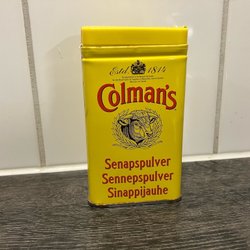 Estd 1814
Colman's
Senapspulver
Sennepspulver
Sinappijauhe